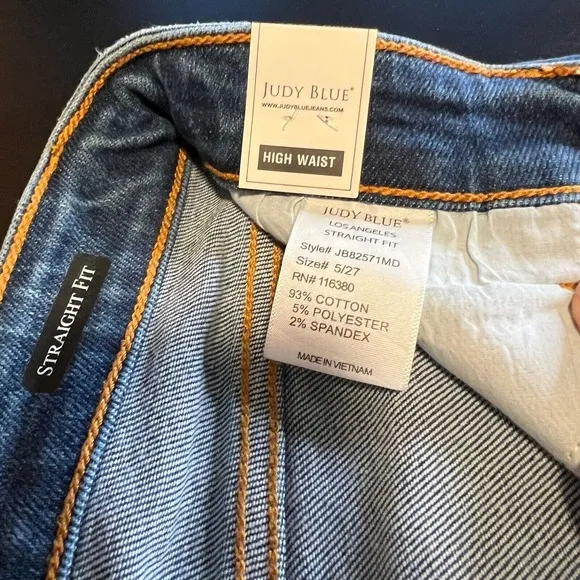 JUDY BLUE®
WWW.JUDYBLUEJEANS.COM
HIGH WAIST
JUDY BLUE®
LOS ANGELES
STRAIGHT FIT
Style# JB82571MD
Size# 5/27
RN# 116380
93% COTTON
5% POLYESTER
2% SPANDEX
MADE IN VIETNAM
STRAIGHT FIT